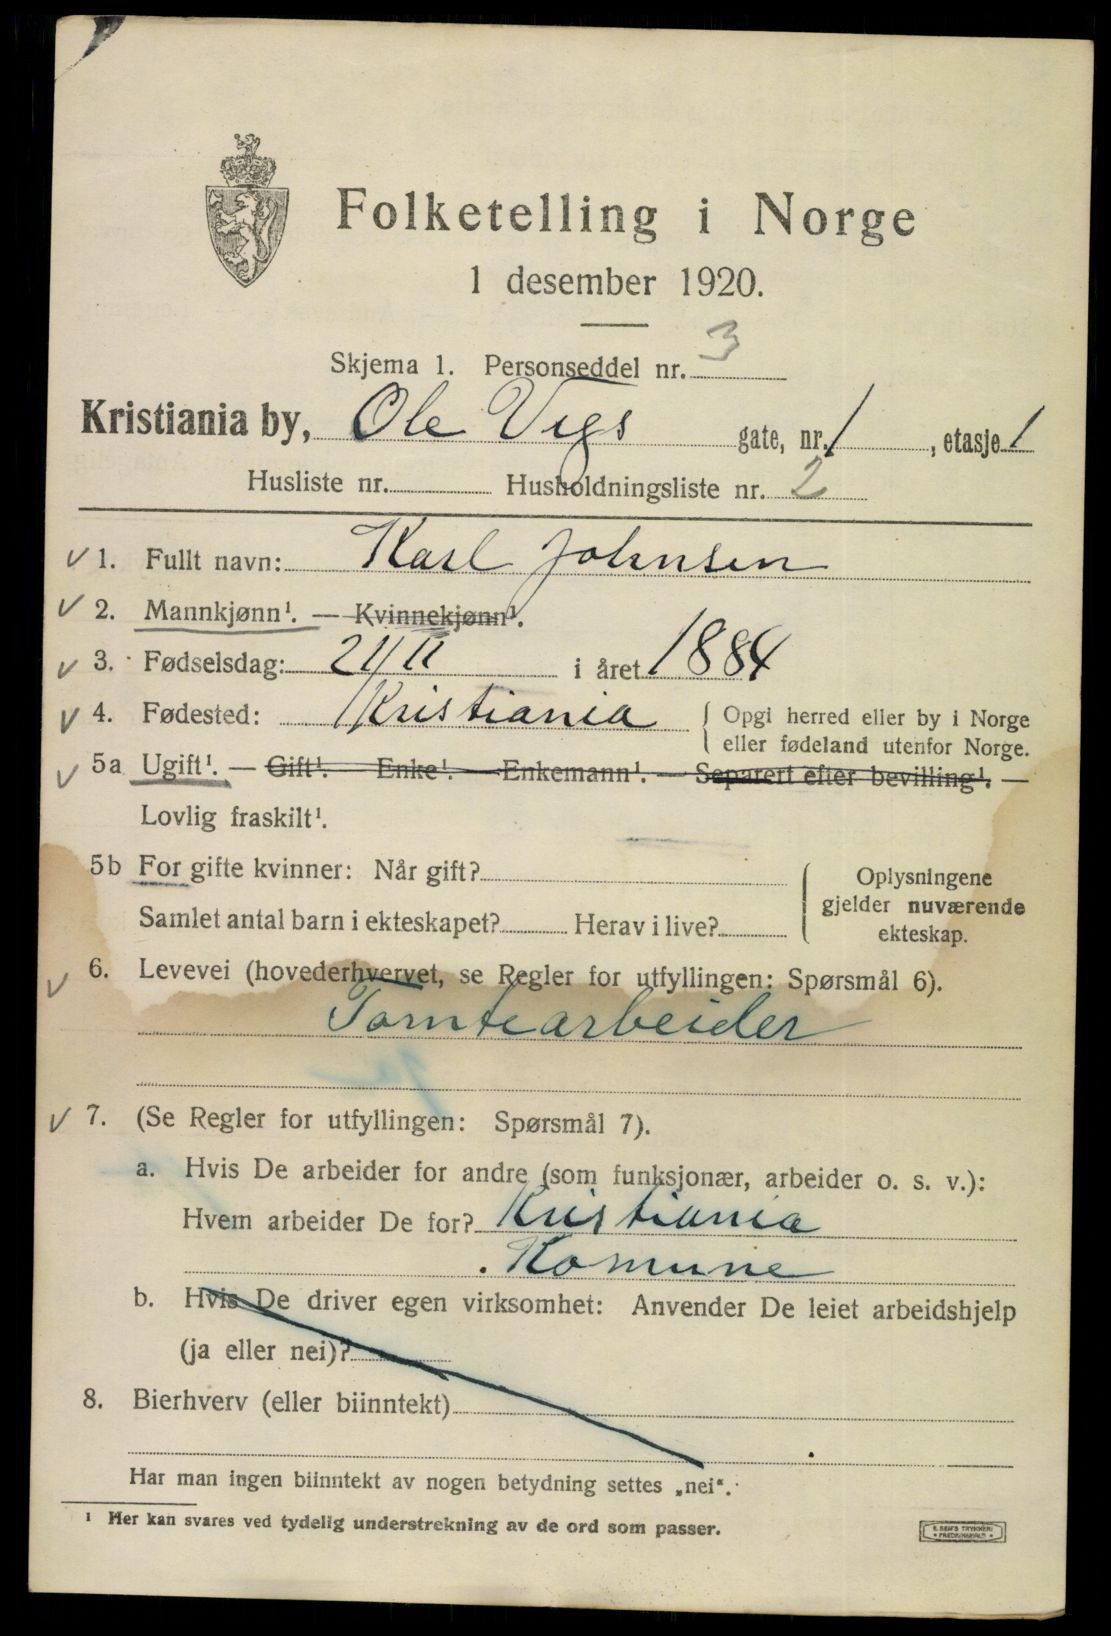 Folketelling i Norge
1 desember 1920.
Skjema 1. Personseddel nr. 3
Kristiania by, Ole Vigs gate, nr. 1, etasje 1
Husliste nr. Husholdningsliste nr. 2
1. Fullt navn: Karl Johnsen
2. Mannkjønn¹. — Kvinnekjønn¹.
3. Fødselsdag: 21/11 i året 1884
4. Fødested: Kristiania { Opgi herred eller by i Norge
eller fødeland utenfor Norge.
5a Ugift¹. — Gift¹. — Enke¹. — Enkemann¹. — Separert efter bevilling¹. —
Lovlig fraskilt¹.
5b For gifte kvinner: Når gift?
Samlet antal barn i ekteskapet? Herav i live?
Oplysningene
gjelder nuværende
ekteskap.
6. Levevei (hovederhvervet, se Regler for utfyllingen: Spørsmål 6).
Tomtearbeider
7. (Se Regler for utfyllingen: Spørsmål 7).
a. Hvis De arbeider for andre (som funksjonær, arbeider o. s. v.):
Hvem arbeider De for? Kristiania
Komune
b. Hvis De driver egen virksomhet: Anvender De leiet arbeidshjelp
(ja eller nei)?
8. Bierhverv (eller biinntekt)
Har man ingen biinntekt av nogen betydning settes „nei“.
¹ Her kan svares ved tydelig understrekning av de ord som passer.
E. SEM'S TRYKKERI
FREDRIKSHALD